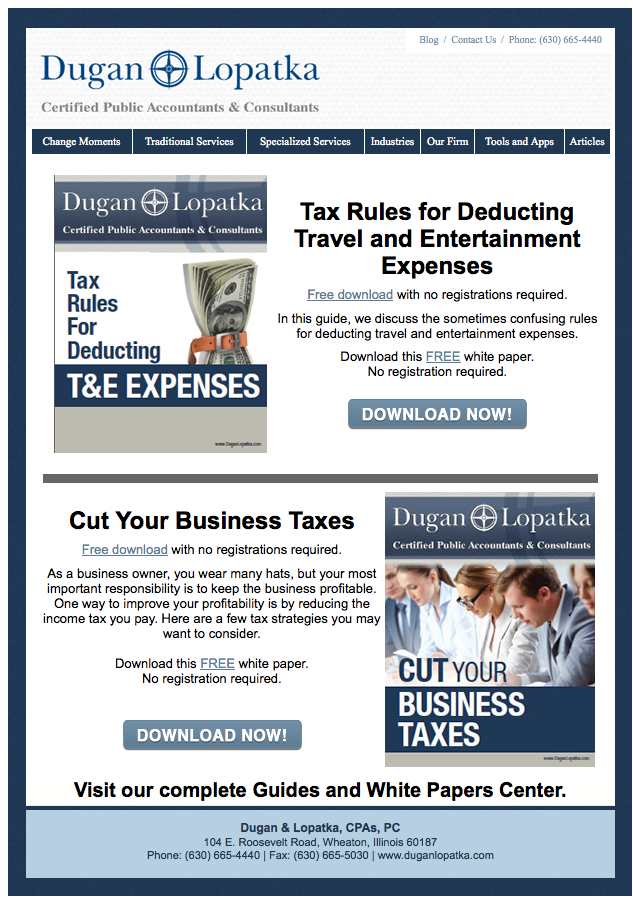 Blog / Contact Us / Phone: (630) 665-4440
Dugan Lopatka
Certified Public Accountants & Consultants
Change Moments Traditional Services Specialized Services Industries Our Firm Tools and Apps Articles
Dugan Lopatka
Certified Public Accountants & Consultants
Tax
Rules
For
Deducting
T&E EXPENSES
www.DuganLopatka.com
Tax Rules for Deducting
Travel and Entertainment
Expenses
Free download with no registrations required.
In this guide, we discuss the sometimes confusing rules
for deducting travel and entertainment expenses.
Download this FREE white paper.
No registration required.
DOWNLOAD NOW!
Cut Your Business Taxes
Free download with no registrations required.
As a business owner, you wear many hats, but your most
important responsibility is to keep the business profitable.
One way to improve your profitability is by reducing the
income tax you pay. Here are a few tax strategies you may
want to consider.
Download this FREE white paper.
No registration required.
DOWNLOAD NOW!
Dugan Lopatka
Certified Public Accountants & Consultants
CUT YOUR
BUSINESS
TAXES
www.DuganLopatka.com
Visit our complete Guides and White Papers Center.
Dugan & Lopatka, CPAs, PC
104 E. Roosevelt Road, Wheaton, Illinois 60187
Phone: (630) 665-4440 | Fax: (630) 665-5030 | www.duganlopatka.com